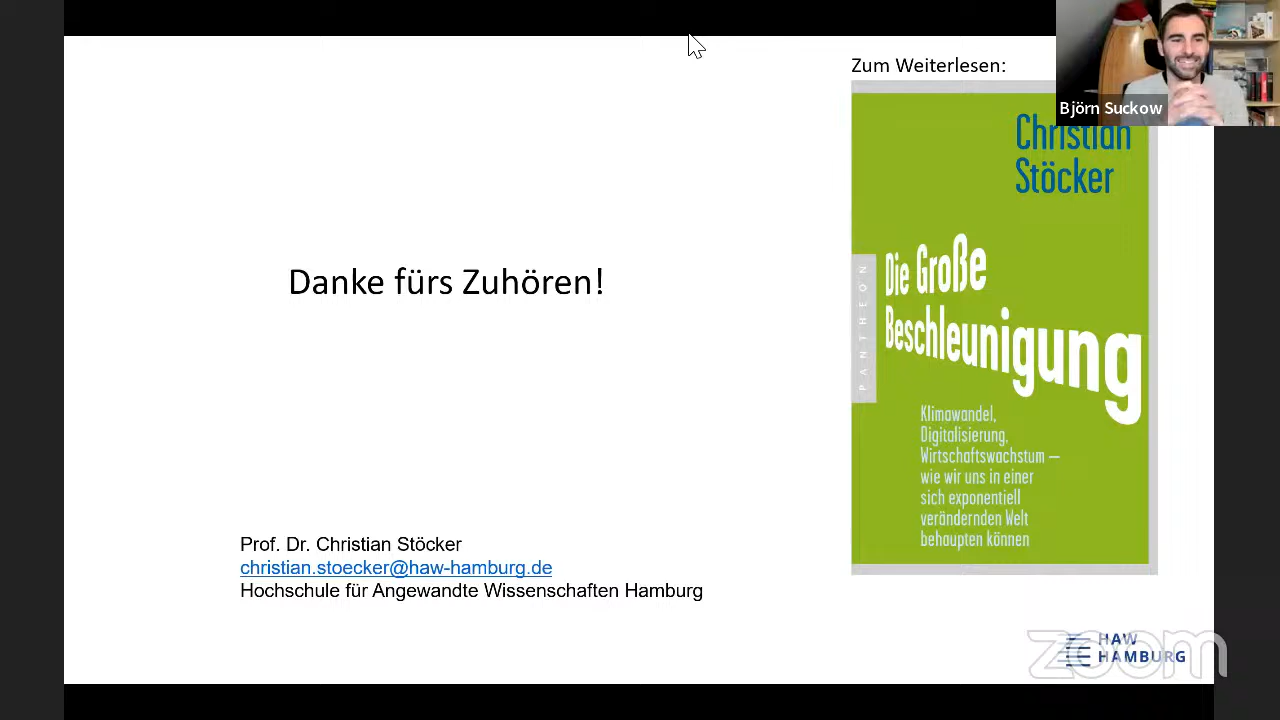 Zum Weiterlesen:
Björn Suckow
Christian
Stöcker
Die Große
Beschleunigung
PANTHEON
Klimawandel,
Digitalisierung,
Wirtschaftswachstum –
wie wir uns in einer
sich exponentiell
verändernden Welt
behaupten können
Danke fürs Zuhören!
Prof. Dr. Christian Stöcker
christian.stoecker@haw-hamburg.de
Hochschule für Angewandte Wissenschaften Hamburg
HAW
HAMBURG
zoom